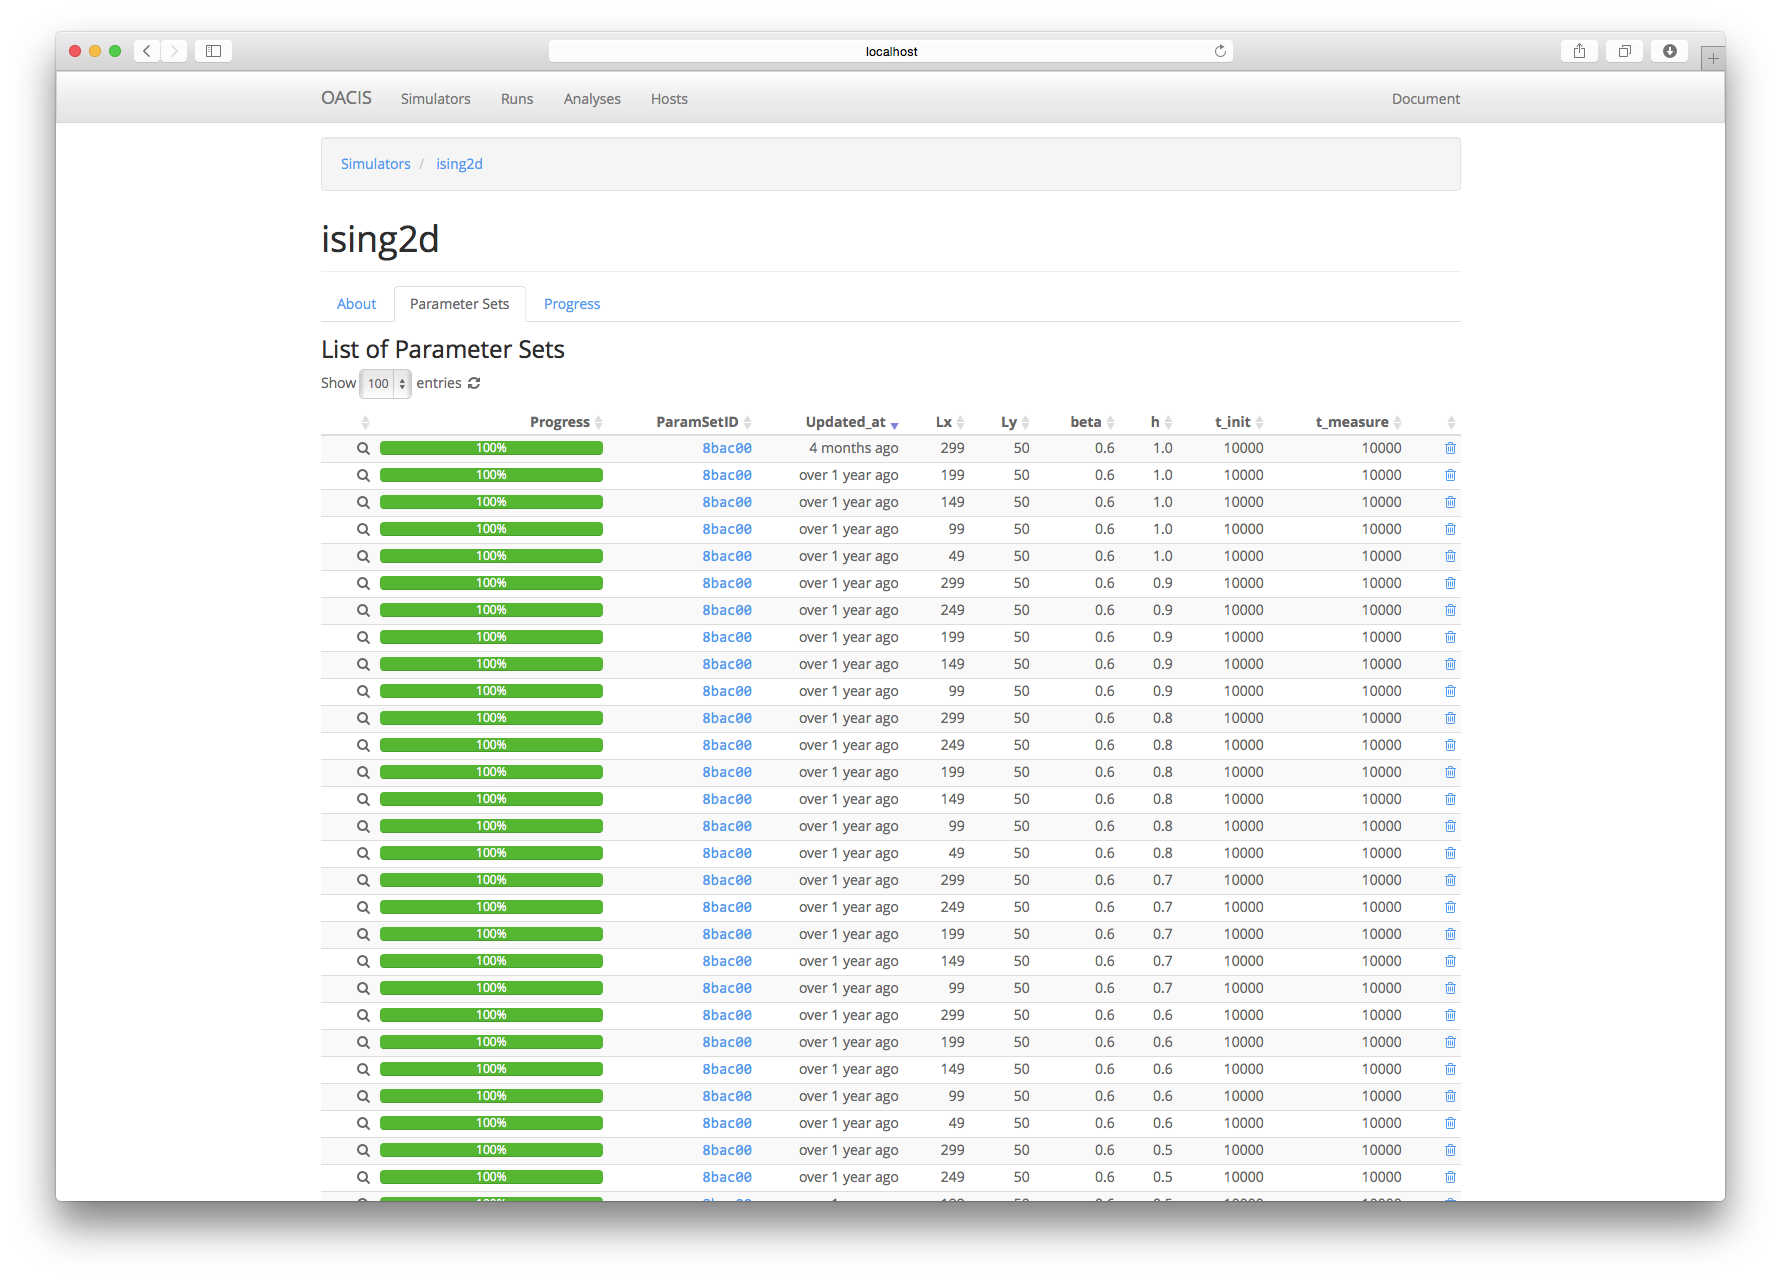 localhost
OACIS Simulators Runs Analyses Hosts Document
Simulators / ising2d
ising2d
About Parameter Sets Progress
List of Parameter Sets
Show 100 entries
Progress ParamSetID Updated_at Lx Ly beta h t_init t_measure
100% 8bac00 4 months ago 299 50 0.6 1.0 10000 10000
100% 8bac00 over 1 year ago 199 50 0.6 1.0 10000 10000
100% 8bac00 over 1 year ago 149 50 0.6 1.0 10000 10000
100% 8bac00 over 1 year ago 99 50 0.6 1.0 10000 10000
100% 8bac00 over 1 year ago 49 50 0.6 1.0 10000 10000
100% 8bac00 over 1 year ago 299 50 0.6 0.9 10000 10000
100% 8bac00 over 1 year ago 249 50 0.6 0.9 10000 10000
100% 8bac00 over 1 year ago 199 50 0.6 0.9 10000 10000
100% 8bac00 over 1 year ago 149 50 0.6 0.9 10000 10000
100% 8bac00 over 1 year ago 99 50 0.6 0.9 10000 10000
100% 8bac00 over 1 year ago 299 50 0.6 0.8 10000 10000
100% 8bac00 over 1 year ago 249 50 0.6 0.8 10000 10000
100% 8bac00 over 1 year ago 199 50 0.6 0.8 10000 10000
100% 8bac00 over 1 year ago 149 50 0.6 0.8 10000 10000
100% 8bac00 over 1 year ago 99 50 0.6 0.8 10000 10000
100% 8bac00 over 1 year ago 49 50 0.6 0.8 10000 10000
100% 8bac00 over 1 year ago 299 50 0.6 0.7 10000 10000
100% 8bac00 over 1 year ago 249 50 0.6 0.7 10000 10000
100% 8bac00 over 1 year ago 199 50 0.6 0.7 10000 10000
100% 8bac00 over 1 year ago 149 50 0.6 0.7 10000 10000
100% 8bac00 over 1 year ago 99 50 0.6 0.7 10000 10000
100% 8bac00 over 1 year ago 299 50 0.6 0.6 10000 10000
100% 8bac00 over 1 year ago 199 50 0.6 0.6 10000 10000
100% 8bac00 over 1 year ago 149 50 0.6 0.6 10000 10000
100% 8bac00 over 1 year ago 99 50 0.6 0.6 10000 10000
100% 8bac00 over 1 year ago 49 50 0.6 0.6 10000 10000
100% 8bac00 over 1 year ago 299 50 0.6 0.5 10000 10000
100% 8bac00 over 1 year ago 249 50 0.6 0.5 10000 10000